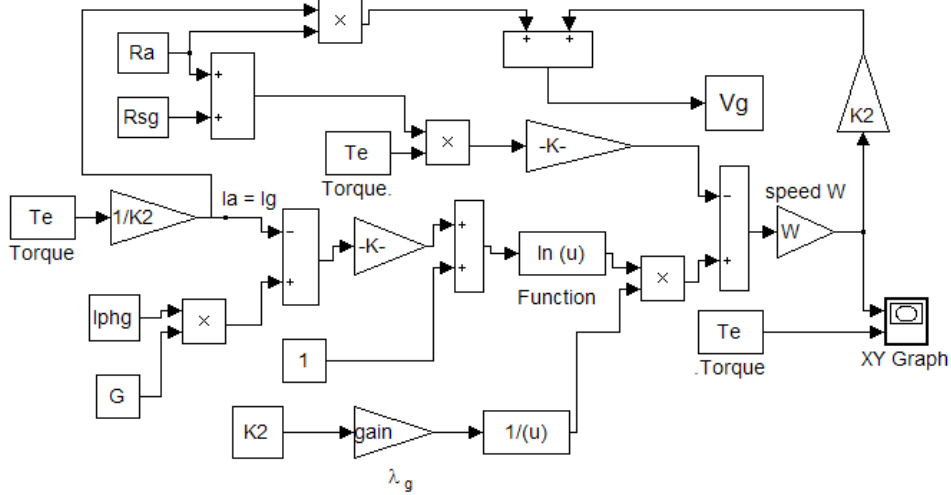 ×
Ra
+
+
Vg
K2
Rsg
+
+
Te
Torque.
×
-K-
−
+
speed W
W
Te
Torque
1/K2
Ia = Ig
−
+
-K-
+
+
ln (u)
Function
×
Iphg
×
G
1
Te
.Torque
XY Graph
K2
gain
1/(u)
λ g